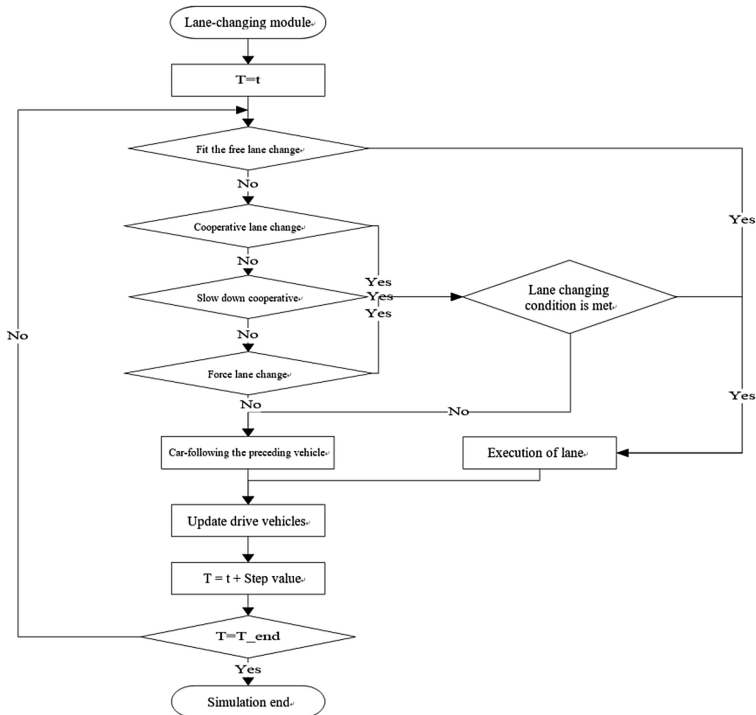 Lane-changing module
T=t
Fit the free lane change
No
Yes
Cooperative lane change
No
Yes
Slow down cooperative
Yes
Lane changing
condition is met
Yes
No
No
Force lane change
Yes
No
No
Car-following the preceding vehicle
Execution of lane
Update drive vehicles
T = t + Step value
T=T_end
Yes
Simulation end